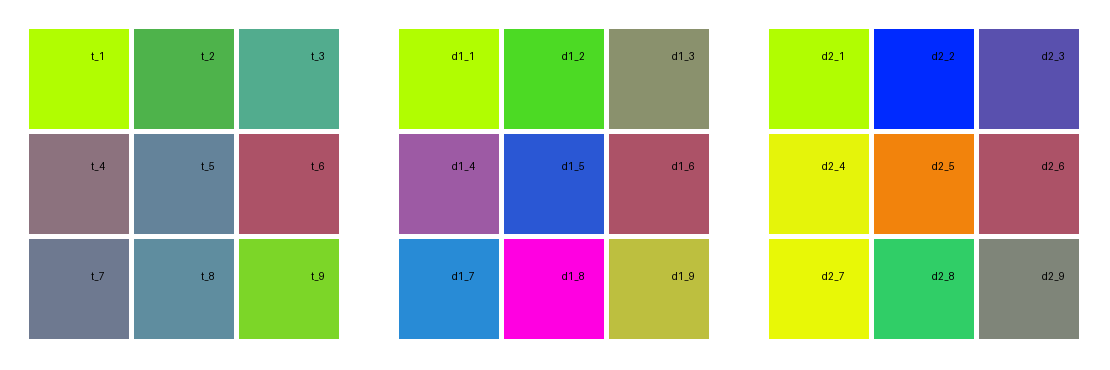 t_1 t_2 t_3 d1_1 d1_2 d1_3 d2_1 d2_2 d2_3
t_4 t_5 t_6 d1_4 d1_5 d1_6 d2_4 d2_5 d2_6
t_7 t_8 t_9 d1_7 d1_8 d1_9 d2_7 d2_8 d2_9